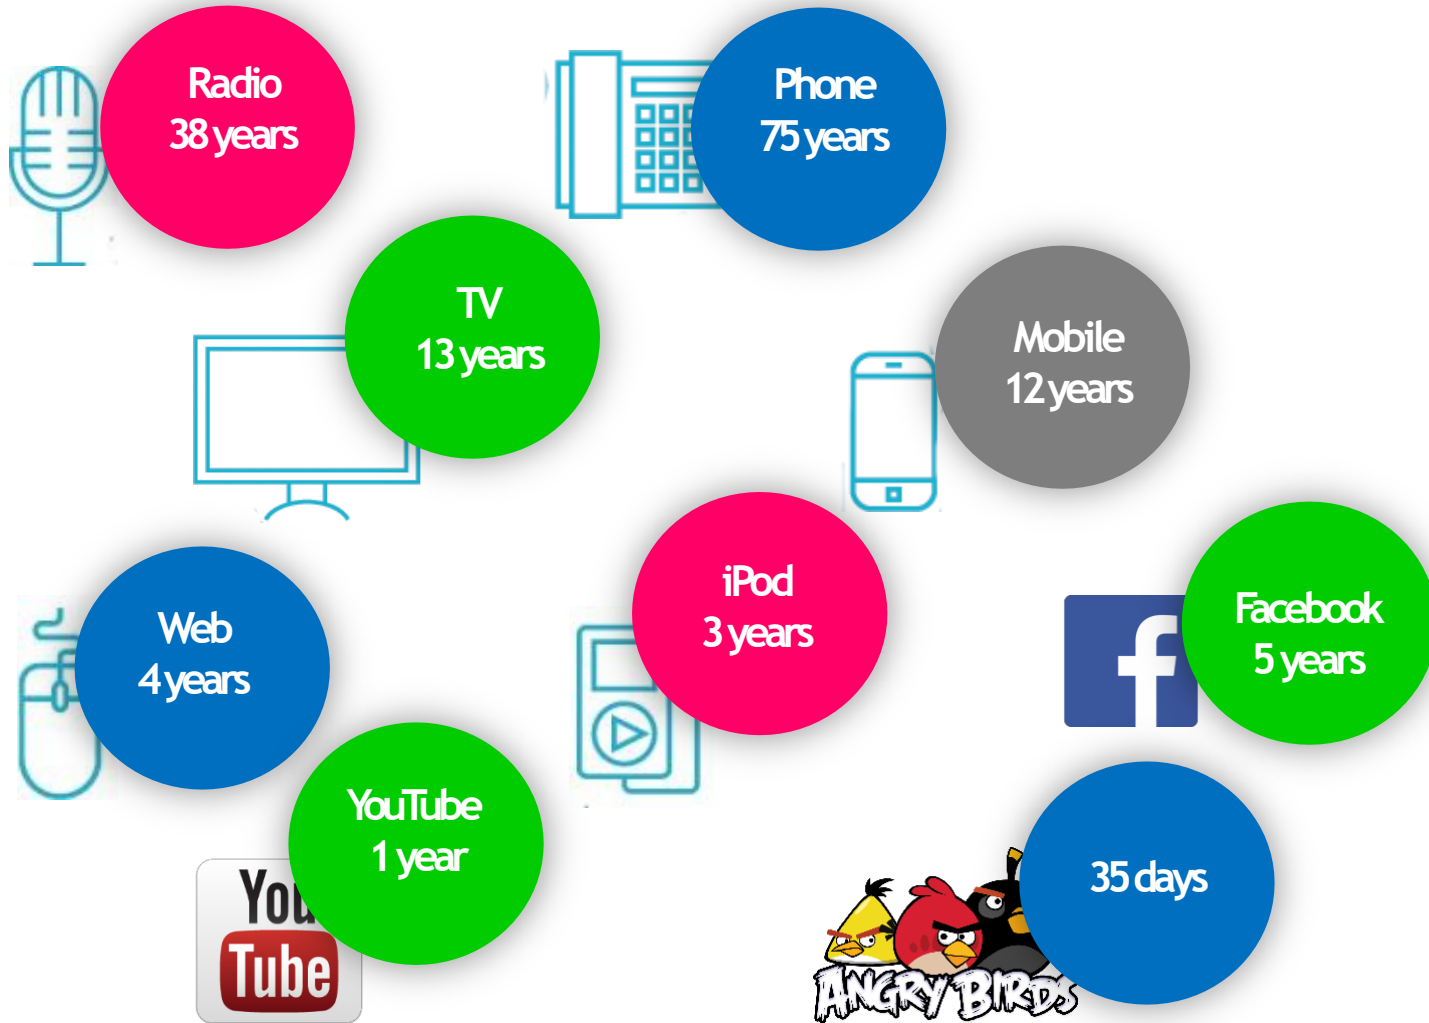 Radio
38 years
Phone
75 years
TV
13 years
Mobile
12 years
iPod
3 years
Facebook
5 years
Web
4 years
YouTube
1 year
You
Tube
35 days
ANGRY BIRDS
f